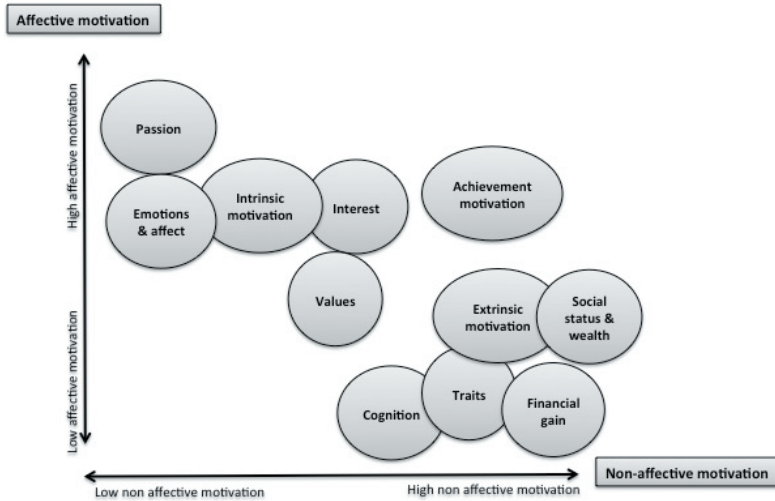 Affective motivation
High affective motivation
Low affective motivation
Passion
Emotions
& affect
Intrinsic
motivation
Interest
Achievement
motivation
Values
Extrinsic
motivation
Social
status &
wealth
Cognition
Traits
Financial
gain
Low non affective motivation
High non affective motivation
Non-affective motivation